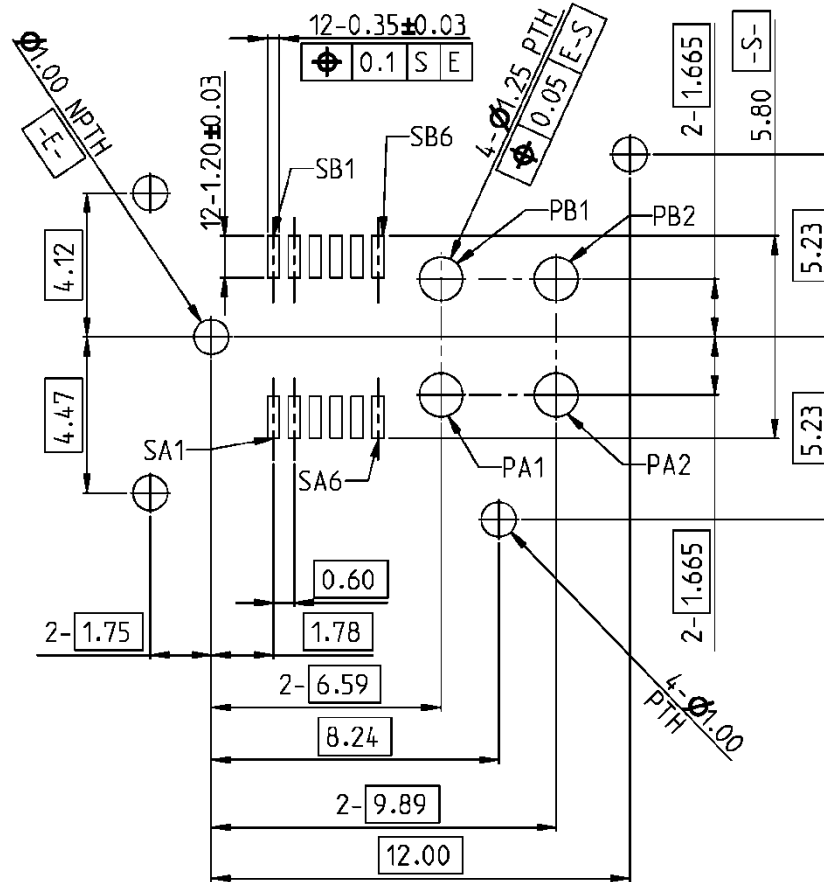 12-0.35±0.03
⌖ 0.1 S E
Ø1.00 NPTH
-E-
12-1.20±0.03
4-Ø1.25 PTH
⌖ 0.05 E-S
2-1.665
5.80 -S-
SB1
SB6
PB1
PB2
4.12
5.23
4.47
5.23
SA1
SA6
PA1
PA2
0.60
2-1.75
1.78
2-1.665
2-6.59
4-Ø1.00
PTH
8.24
2-9.89
12.00